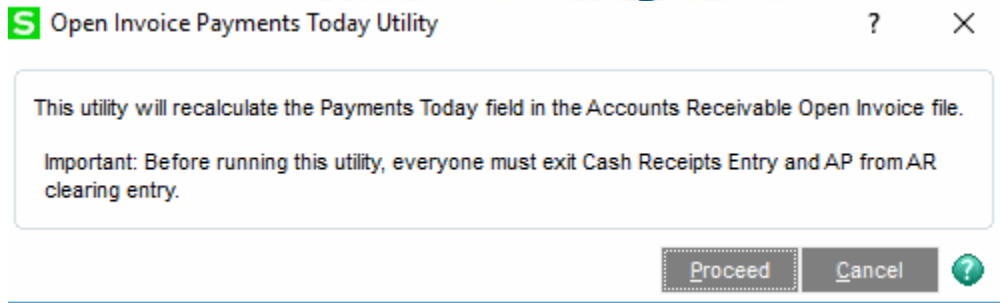 S Open Invoice Payments Today Utility ? X
This utility will recalculate the Payments Today field in the Accounts Receivable Open Invoice file.
Important: Before running this utility, everyone must exit Cash Receipts Entry and AP from AR
clearing entry.
Proceed Cancel ?